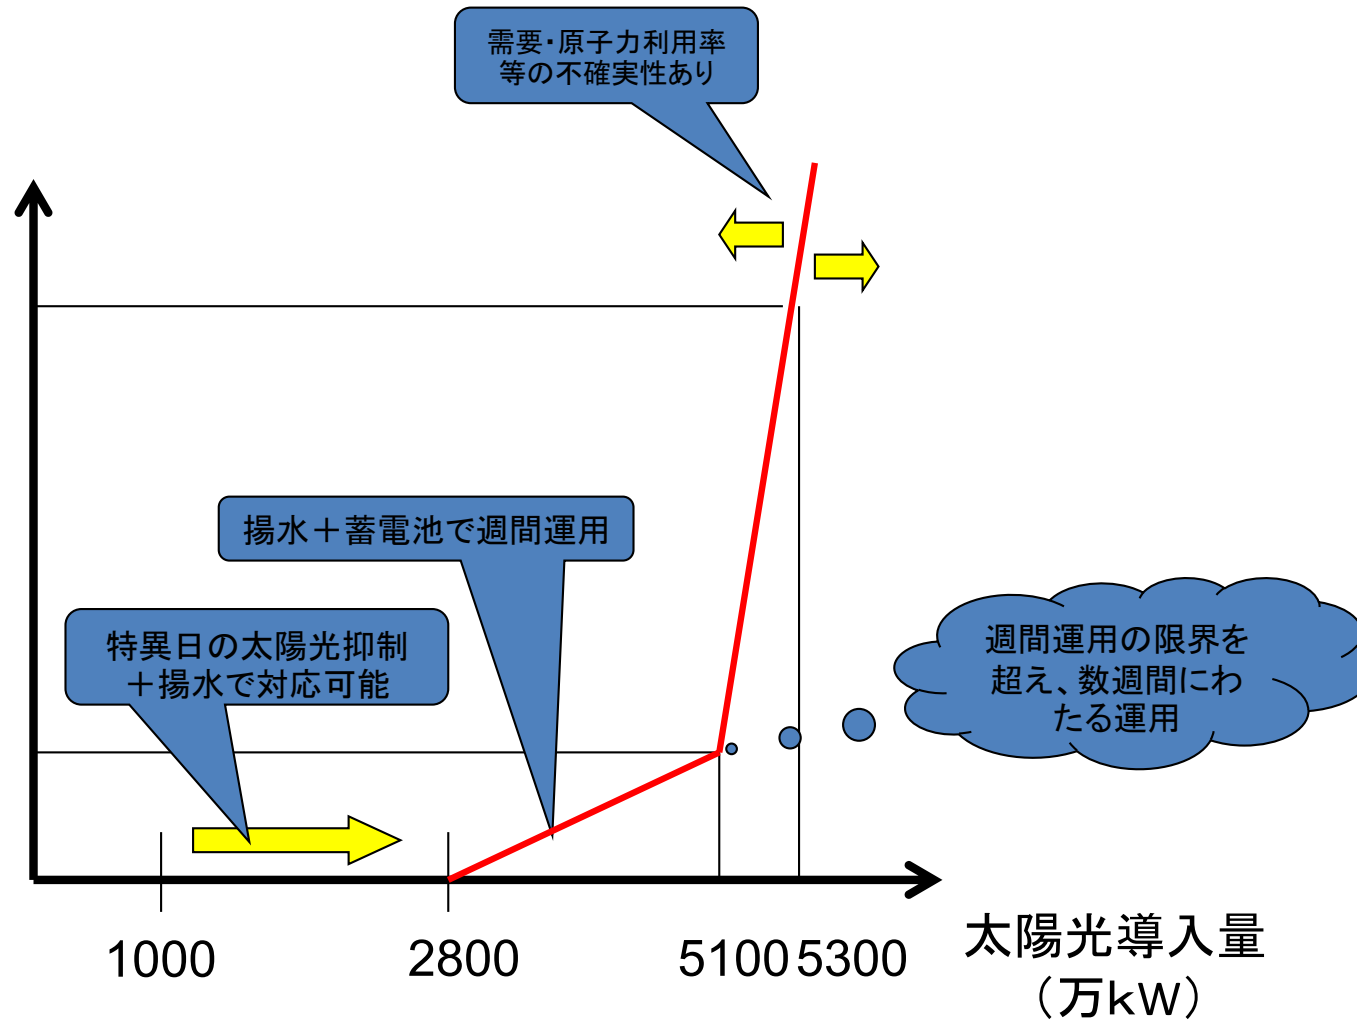 需要・原子力利用率
等の不確実性あり
揚水＋蓄電池で週間運用
特異日の太陽光抑制
＋揚水で対応可能
週間運用の限界を
超え、数週間にわ
たる運用
1000
2800
5100
5300
太陽光導入量
（万kW）